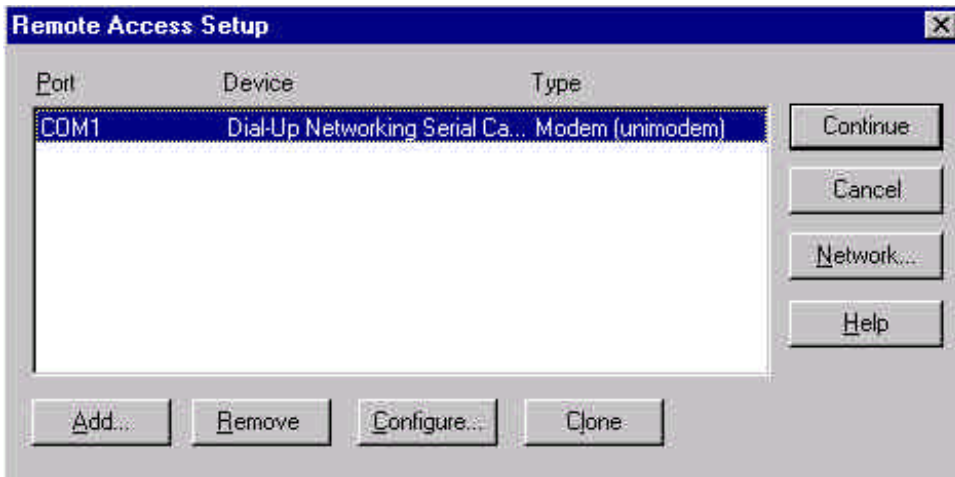 Remote Access Setup
Port Device Type
COM1 Dial-Up Networking Serial Ca... Modem (unimodem)
Continue
Cancel
Network...
Help
Add... Remove Configure... Clone